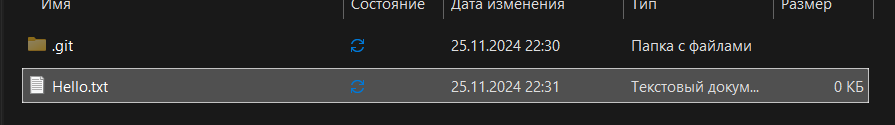 Имя Состояние Дата изменения Тип Размер
.git 25.11.2024 22:30 Папка с файлами
Hello.txt 25.11.2024 22:31 Текстовый докум... 0 КБ